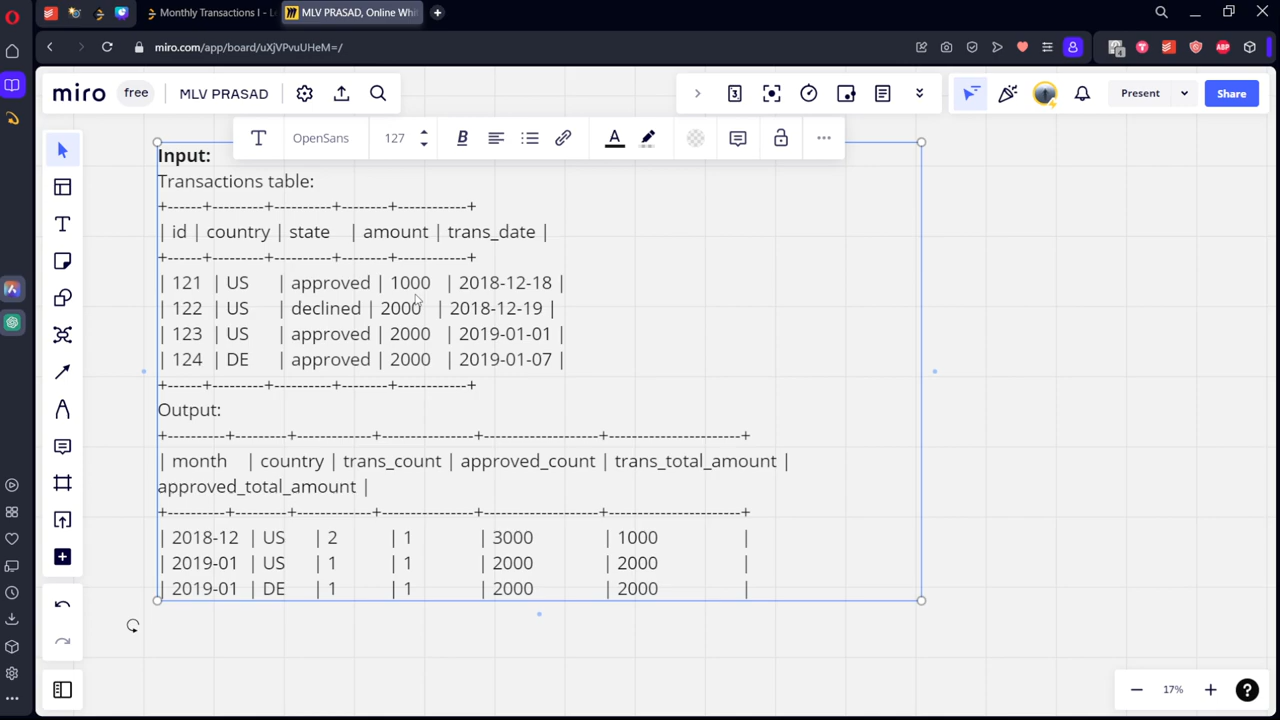 Monthly Transactions I - Le
MLV PRASAD, Online Whi
miro.com/app/board/uXjVPvuUHeM=/
miro
free
MLV PRASAD
Present
Share
OpenSans
127
Input:
Transactions table:
+------+---------+----------+--------+------------+
| id | country | state | amount | trans_date |
+------+---------+----------+--------+------------+
| 121 | US | approved | 1000 | 2018-12-18 |
| 122 | US | declined | 2000 | 2018-12-19 |
| 123 | US | approved | 2000 | 2019-01-01 |
| 124 | DE | approved | 2000 | 2019-01-07 |
+------+---------+----------+--------+------------+
Output:
+----------+---------+-------------+----------------+--------------------+-----------------------+
| month | country | trans_count | approved_count | trans_total_amount |
approved_total_amount |
+----------+---------+-------------+----------------+--------------------+-----------------------+
| 2018-12 | US | 2 | 1 | 3000 | 1000 |
| 2019-01 | US | 1 | 1 | 2000 | 2000 |
| 2019-01 | DE | 1 | 1 | 2000 | 2000 |
17%